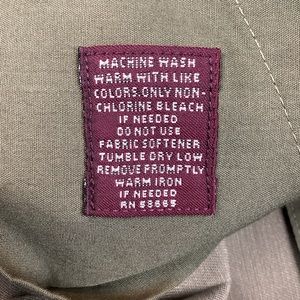 MACHINE WASH
WARM WITH LIKE
COLORS. ONLY NON-
CHLORINE BLEACH
IF NEEDED
DO NOT USE
FABRIC SOFTENER
TUMBLE DRY LOW
REMOVE PROMPTLY
WARM IRON
IF NEEDED
RN 53665